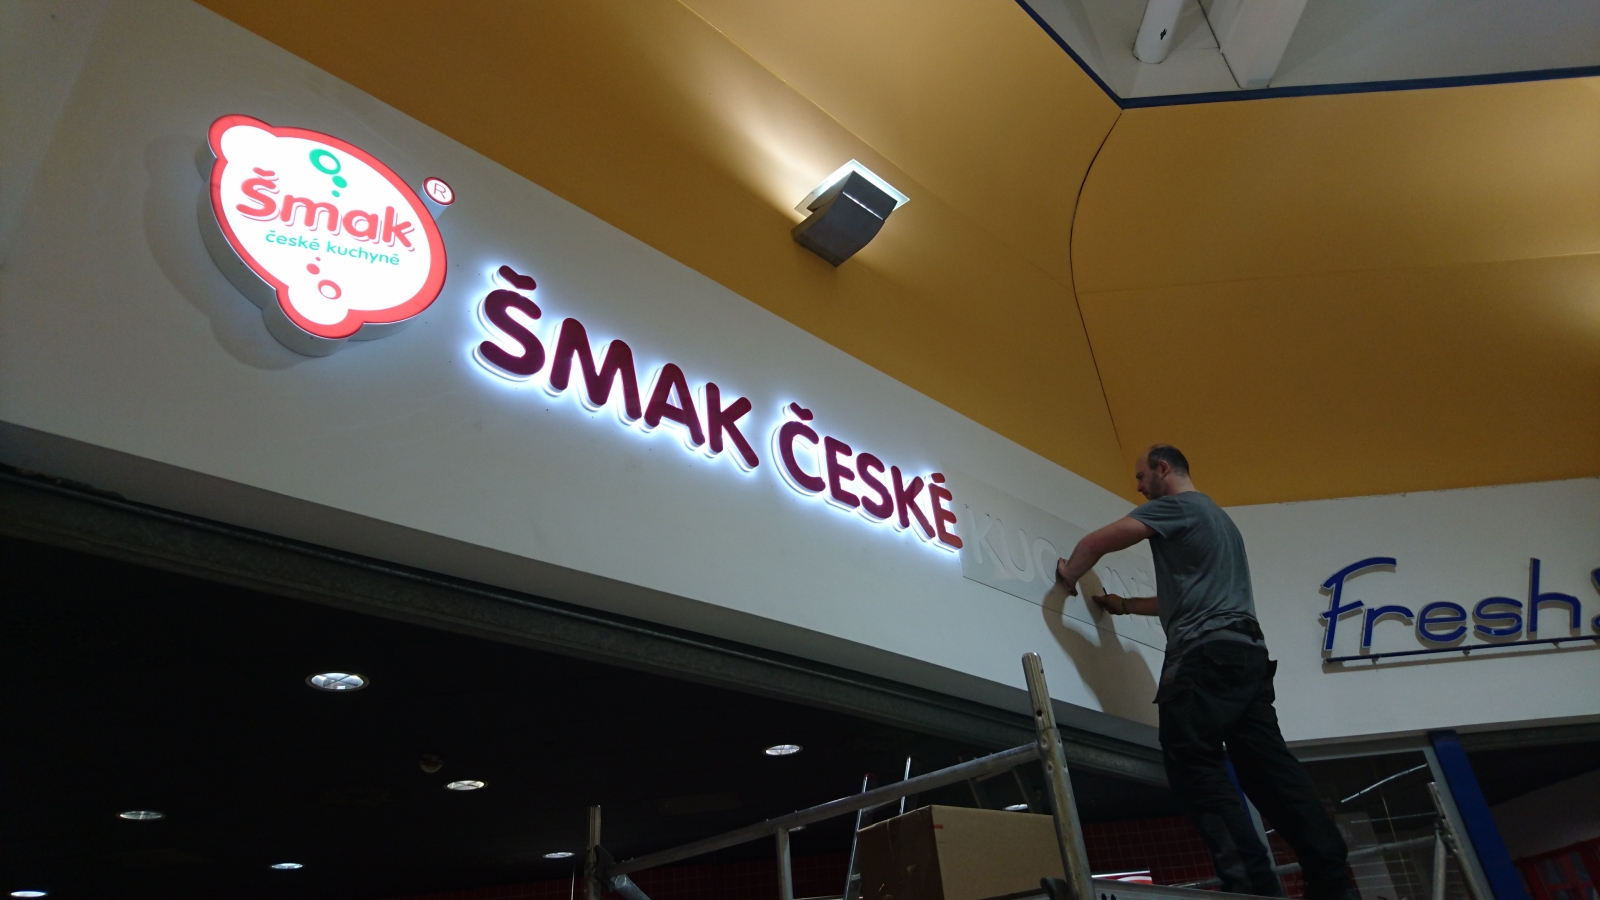 Šmak
české kuchyně
®
ŠMAK ČESKÉ
Fresh